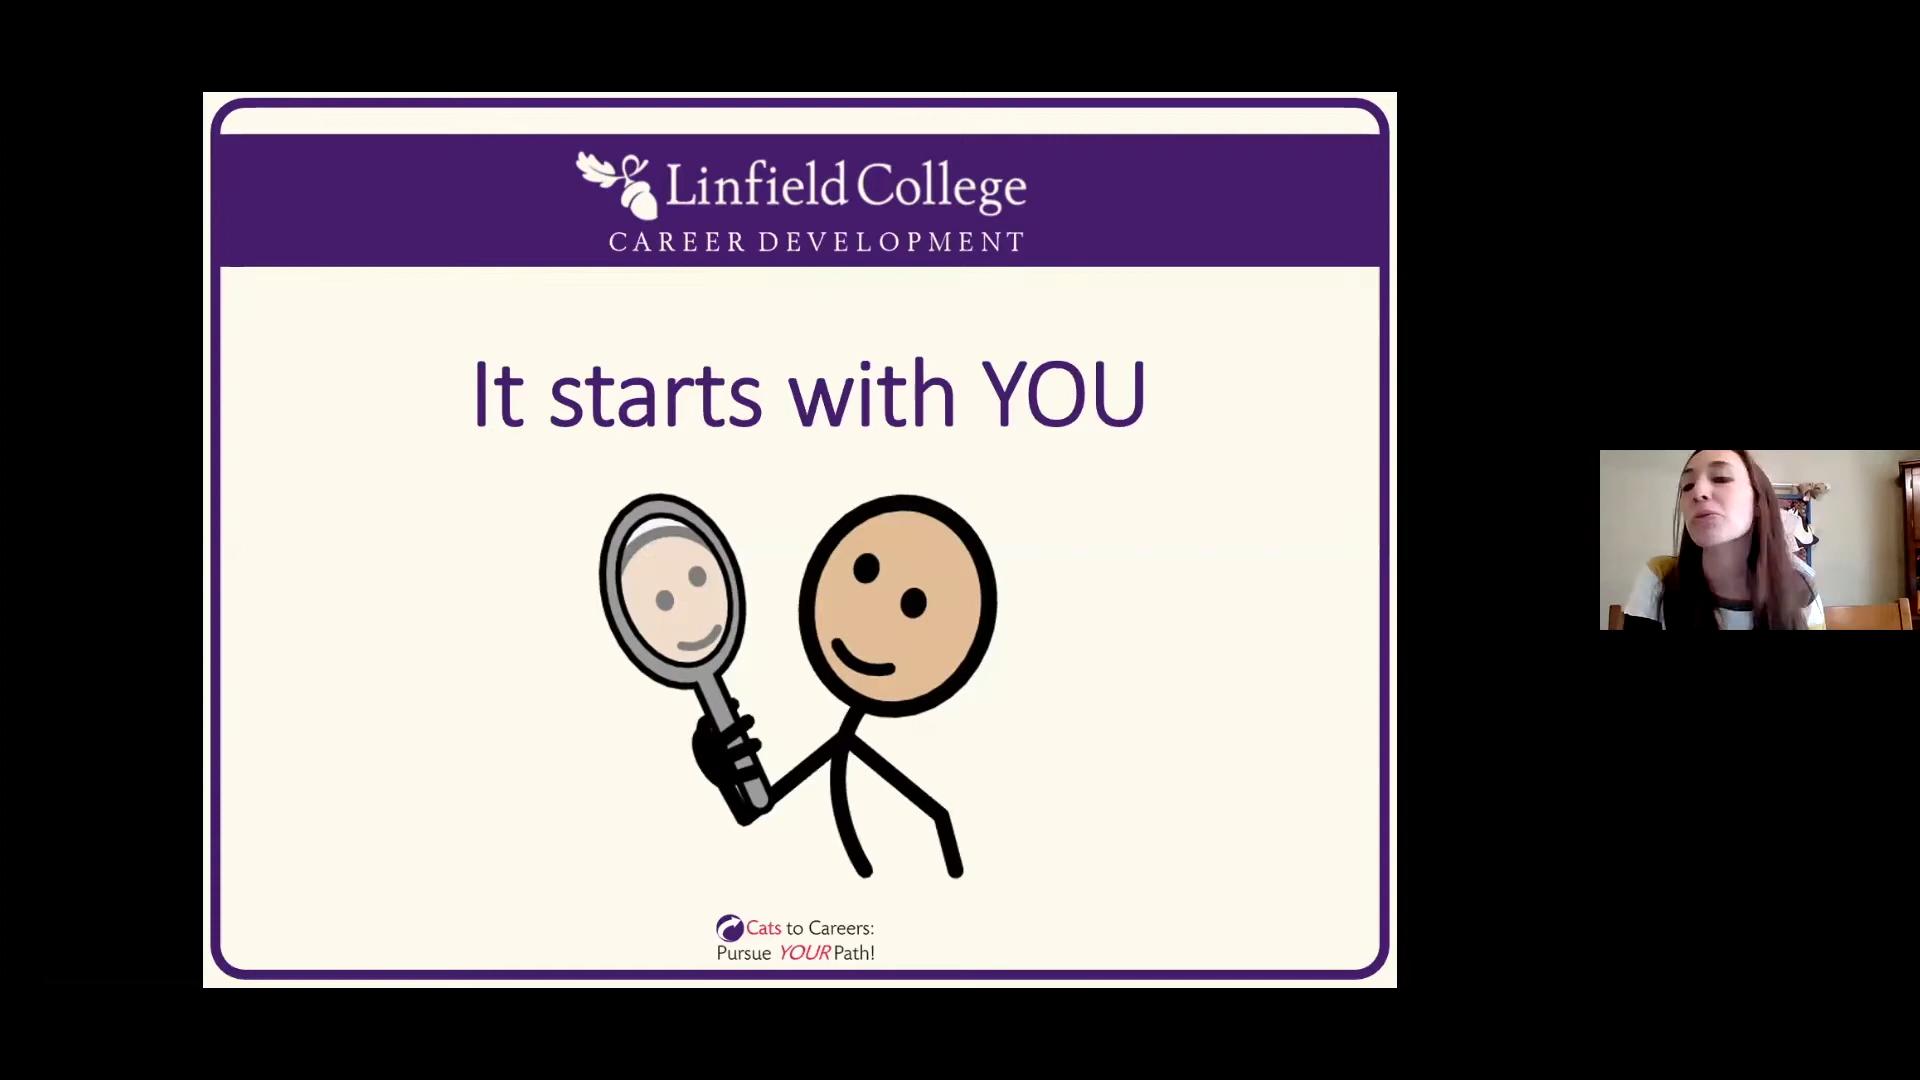 Linfield College
CAREER DEVELOPMENT
It starts with YOU
Cats to Careers:
Pursue YOUR Path!